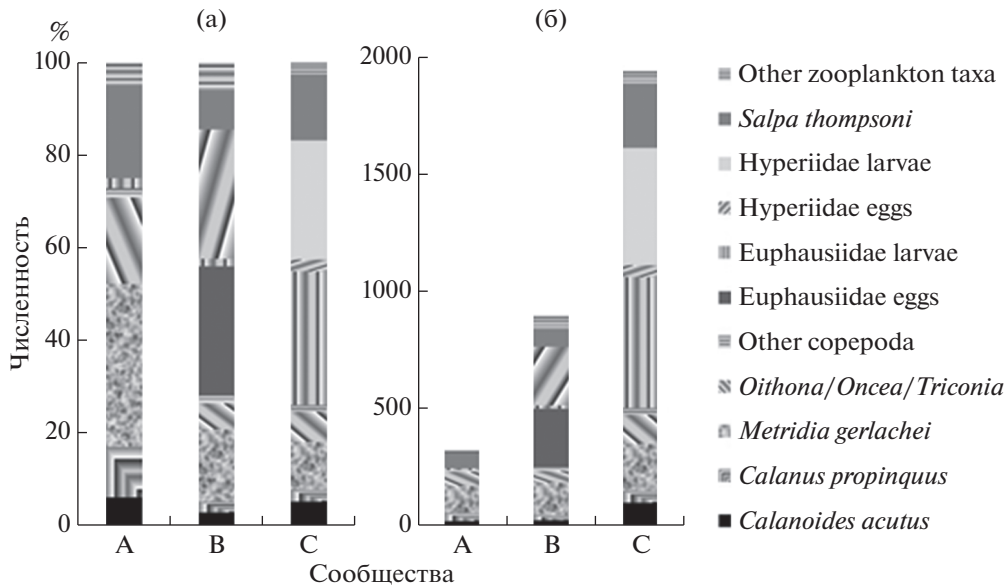 (а)
(б)
%
100
80
60
40
20
0
Численность
A
B
C
2000
1500
1000
500
0
A
B
C
Сообщества
Other zooplankton taxa
Salpa thompsoni
Hyperiidae larvae
Hyperiidae eggs
Euphausiidae larvae
Euphausiidae eggs
Other copepoda
Oithona/Oncea/Triconia
Metridia gerlachei
Calanus propinquus
Calanoides acutus